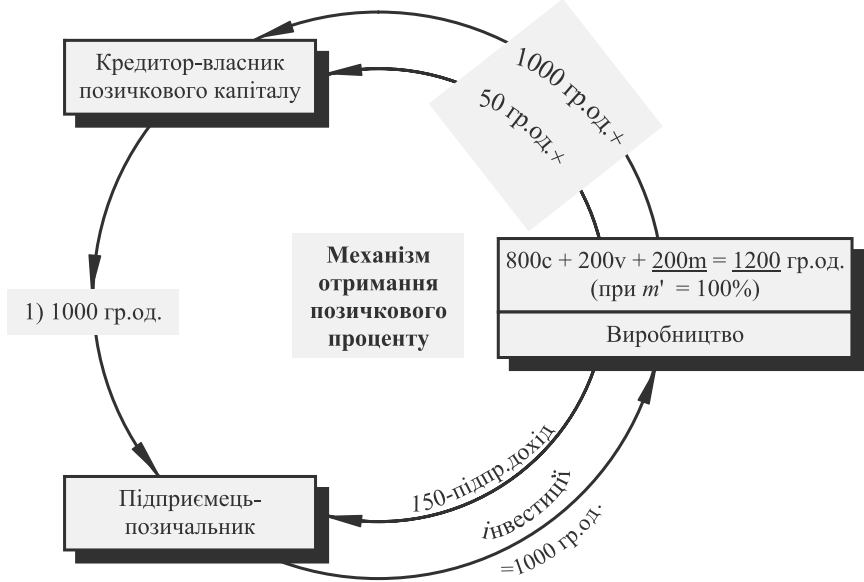 Кредитор-власник
позичкового капіталу
1000 гр.од.×
50 гр.од.×
Механізм
отримання
позичкового
проценту
800c + 200v + 200m = 1200 гр.од.
(при m' = 100%)
Виробництво
1) 1000 гр.од.
150-підпр.дохід
інвестиції
=1000 гр.од.
Підприємець-
позичальник